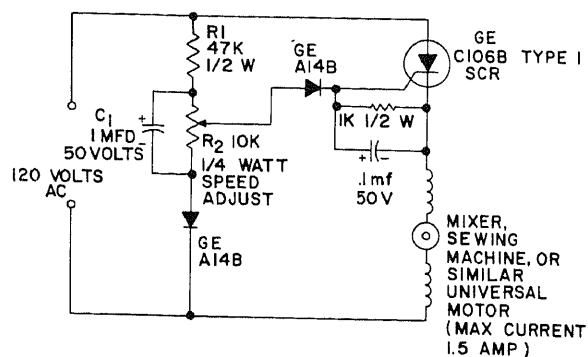 R1
47K
1/2 W
GE
A14B
GE
C106B TYPE 1
SCR
+
C1
1 MFD
50 VOLTS
-
R2 10K
1/4 WATT
SPEED
ADJUST
1K 1/2 W
+ -
.1mf
50 V
120 VOLTS
AC
GE
A14B
MIXER,
SEWING
MACHINE, OR
SIMILAR
UNIVERSAL
MOTOR
(MAX CURRENT
1.5 AMP)